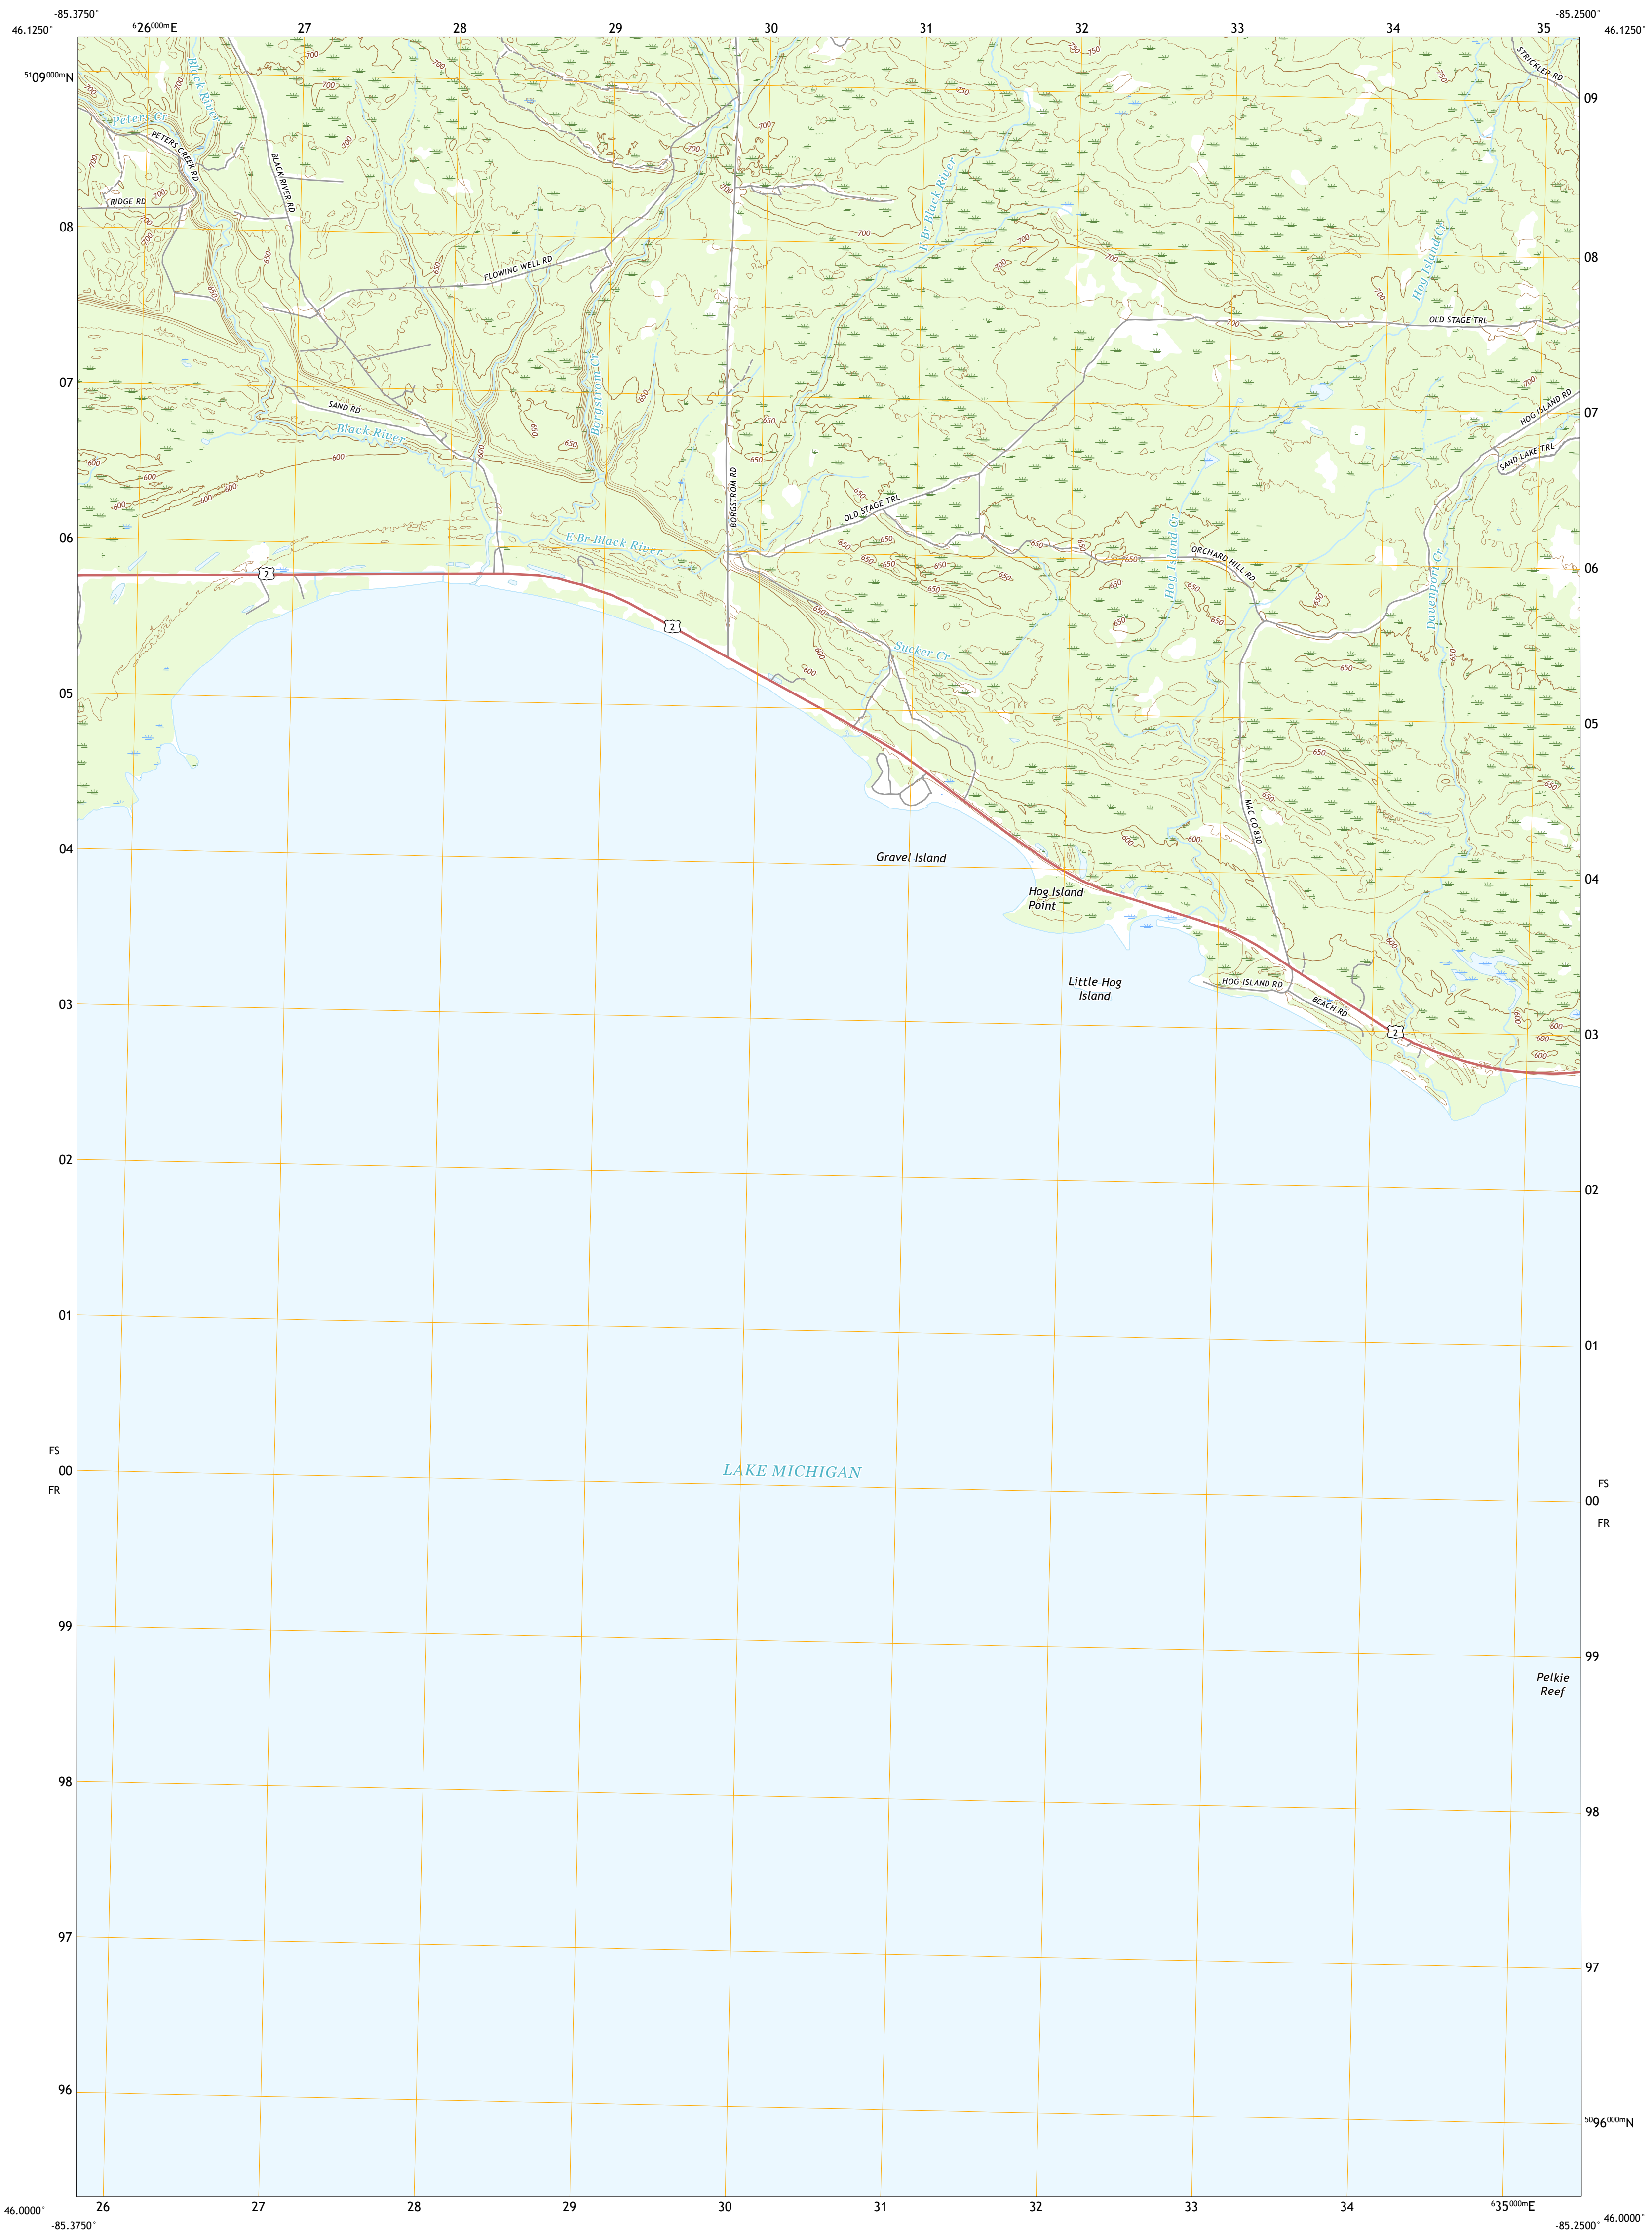 -85.3750°
-85.2500°
46.1250°
⁶26⁰⁰⁰ᵐE 27 28 29 30 31 32 33 34 35
46.1250°
⁵¹09⁰⁰⁰ᵐN
09
08
08
07
07
06
06
05
05
04
04
03
03
02
02
01
01
FS
00
FR
FS
00
FR
99
99
98
98
97
97
96
⁵⁰96⁰⁰⁰ᵐN
STRICKLER RD
Black River
Peters Cr
PETERS CREEK RD
BLACK RIVER RD
RIDGE RD
FLOWING WELL RD
E Br Black River
Hog Island Cr
OLD STAGE TRL
HOG ISLAND RD
SAND LAKE TRL
SAND RD
Black River
Borgstrom Cr
BORGSTROM RD
OLD STAGE TRL
E Br Black River
ORCHARD HILL RD
Hog Island Cr
Davenport Cr
2
2
Sucker Cr
MAC CO 830
Gravel Island
Hog Island
Point
Little Hog
Island
HOG ISLAND RD
BEACH RD
2
LAKE MICHIGAN
Pelkie
Reef
700
750
650
600
46.0000°
26 27 28 29 30 31 32 33 34 ⁶35⁰⁰⁰ᵐE
46.0000°
-85.3750°
-85.2500°